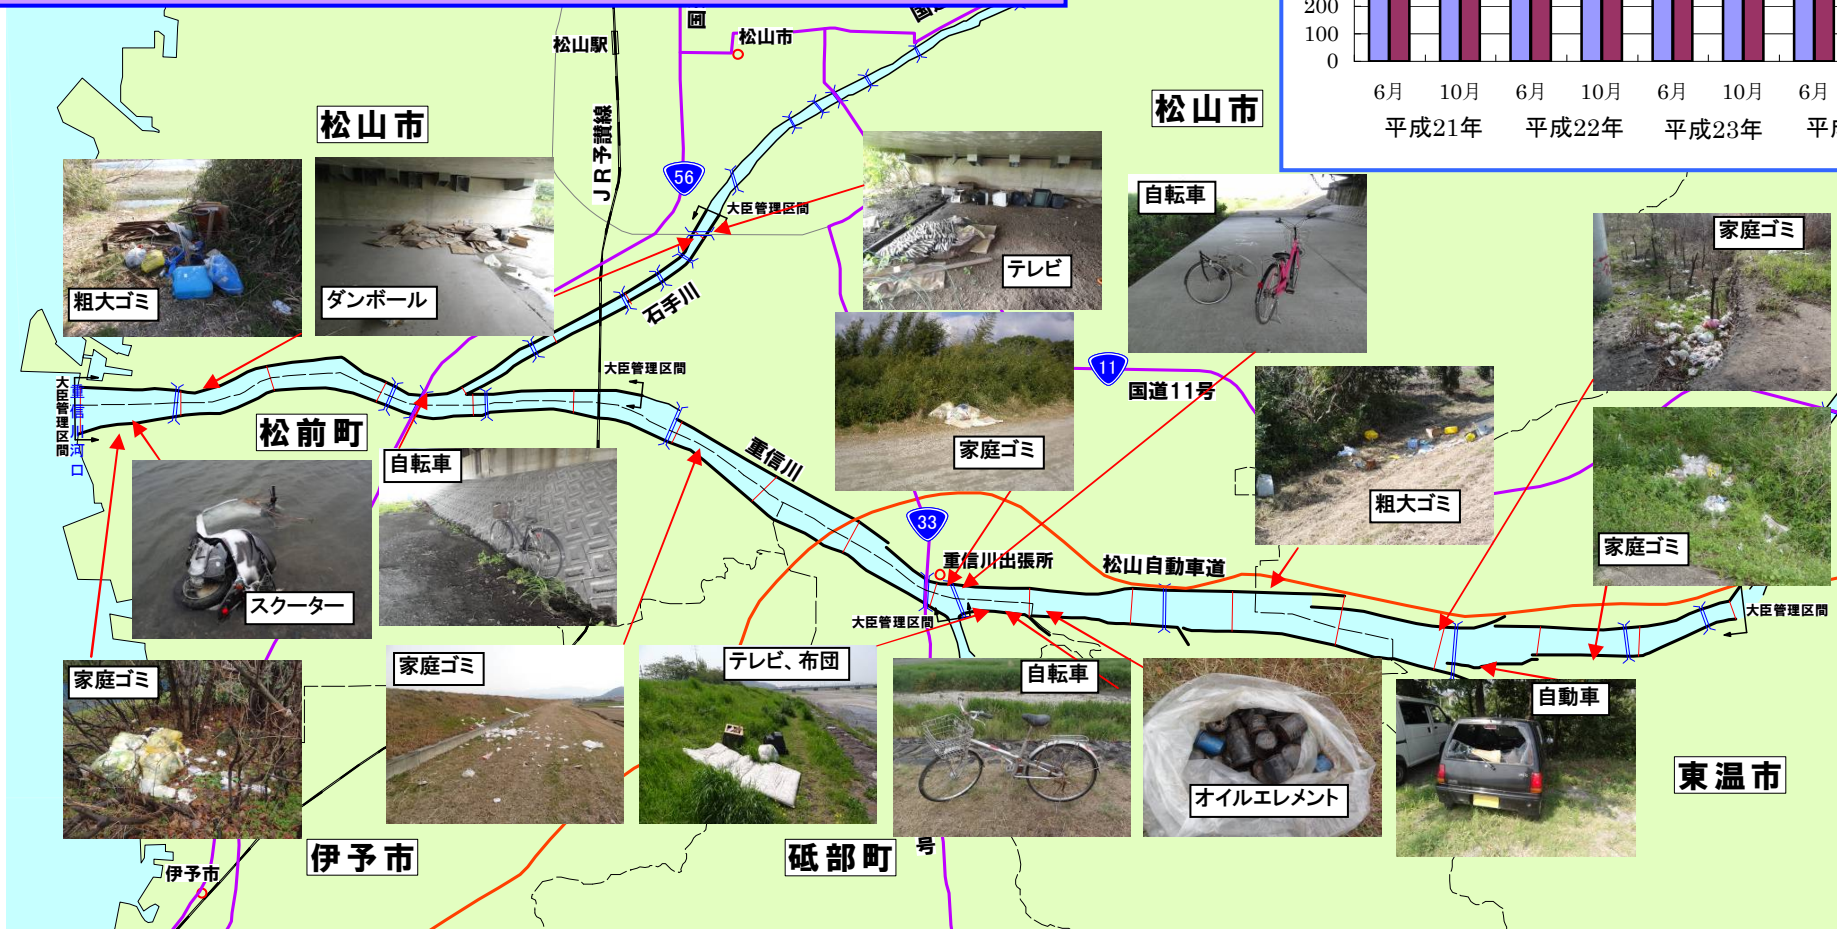 200
100
0
6月 10月 6月 10月 6月 10月 6月
平成21年 平成22年 平成23年
松山駅
松山市
松山市
松山市
JR予讃線
56
大臣管理区間
粗大ゴミ
ダンボール
テレビ
自転車
家庭ゴミ
石手川
大臣管理区間
11
国道11号
大臣管理区間
重信川河口
松前町
自転車
重信川
家庭ゴミ
粗大ゴミ
家庭ゴミ
スクーター
33
重信川出張所
松山自動車道
大臣管理区間
大臣管理区間
家庭ゴミ
家庭ゴミ
テレビ、布団
自転車
オイルエレメント
自動車
東温市
伊予市
伊予市
砥部町
号